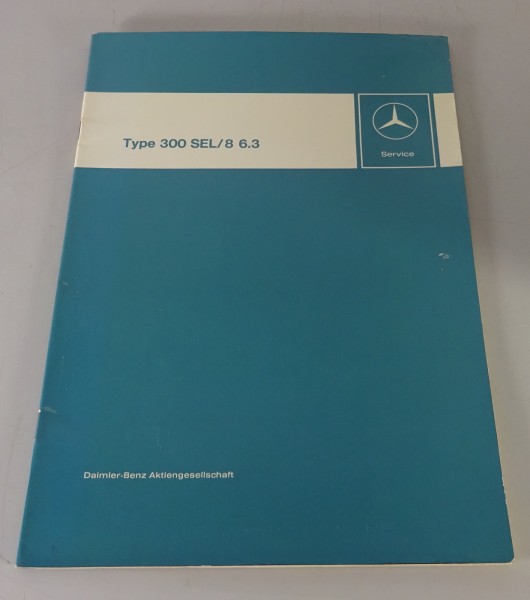 Type 300 SEL/8 6.3
Service
Daimler-Benz Aktiengesellschaft